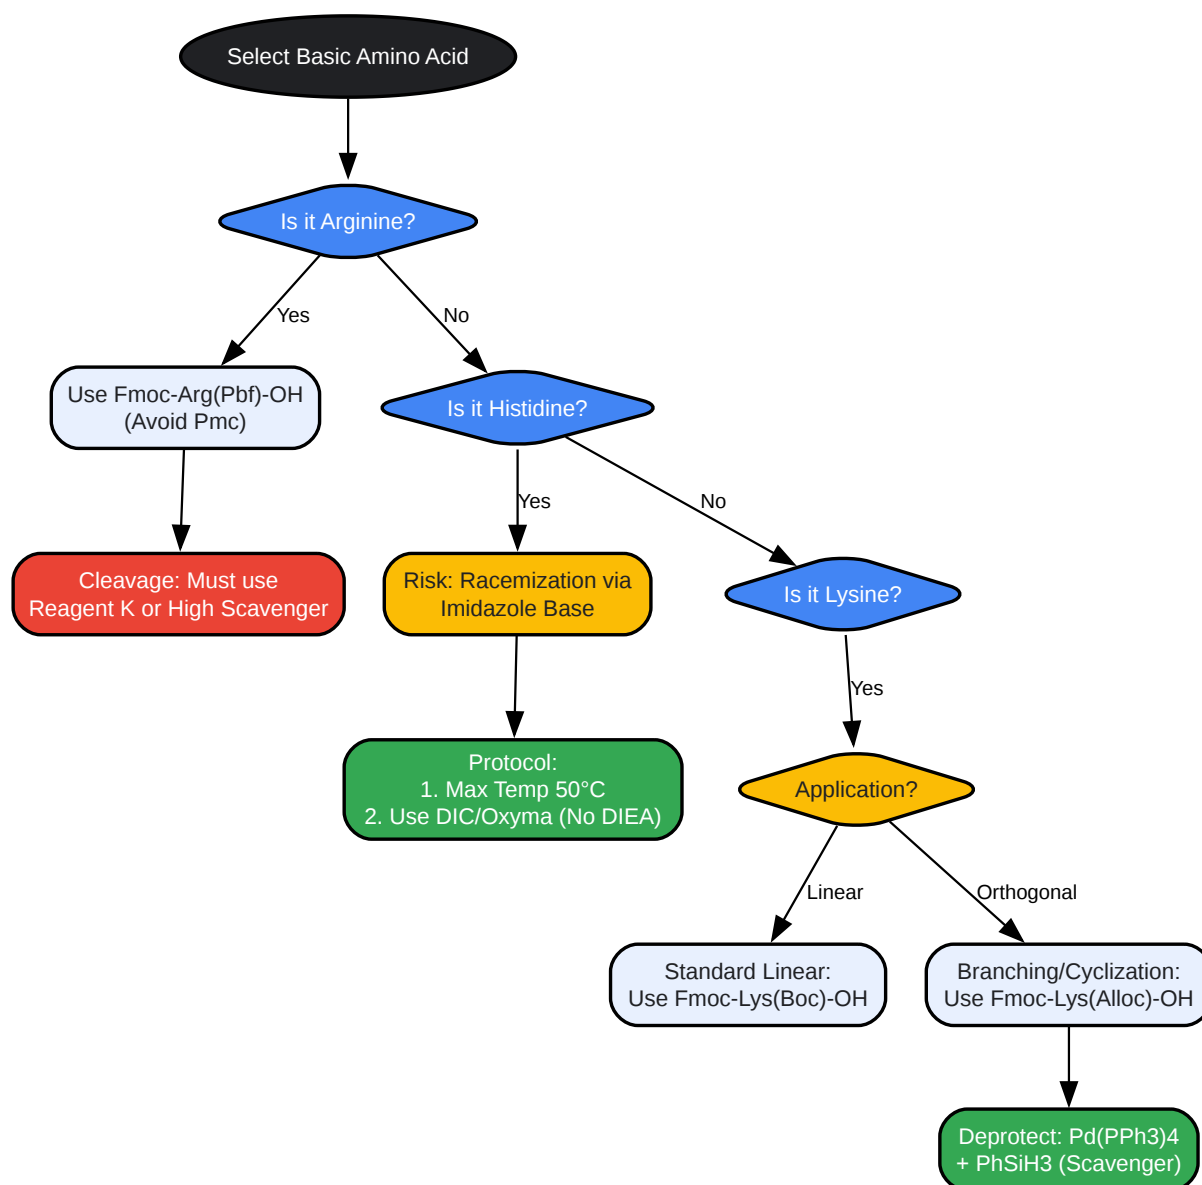 Select Basic Amino Acid
Is it Arginine?
Yes
No
Use Fmoc-Arg(Pbf)-OH
(Avoid Pmc)
Is it Histidine?
Yes
No
Cleavage: Must use
Reagent K or High Scavenger
Risk: Racemization via
Imidazole Base
Is it Lysine?
Yes
Protocol:
1. Max Temp 50°C
2. Use DIC/Oxyma (No DIEA)
Application?
Linear
Orthogonal
Standard Linear:
Use Fmoc-Lys(Boc)-OH
Branching/Cyclization:
Use Fmoc-Lys(Alloc)-OH
Deprotect: Pd(PPh3)4
+ PhSiH3 (Scavenger)